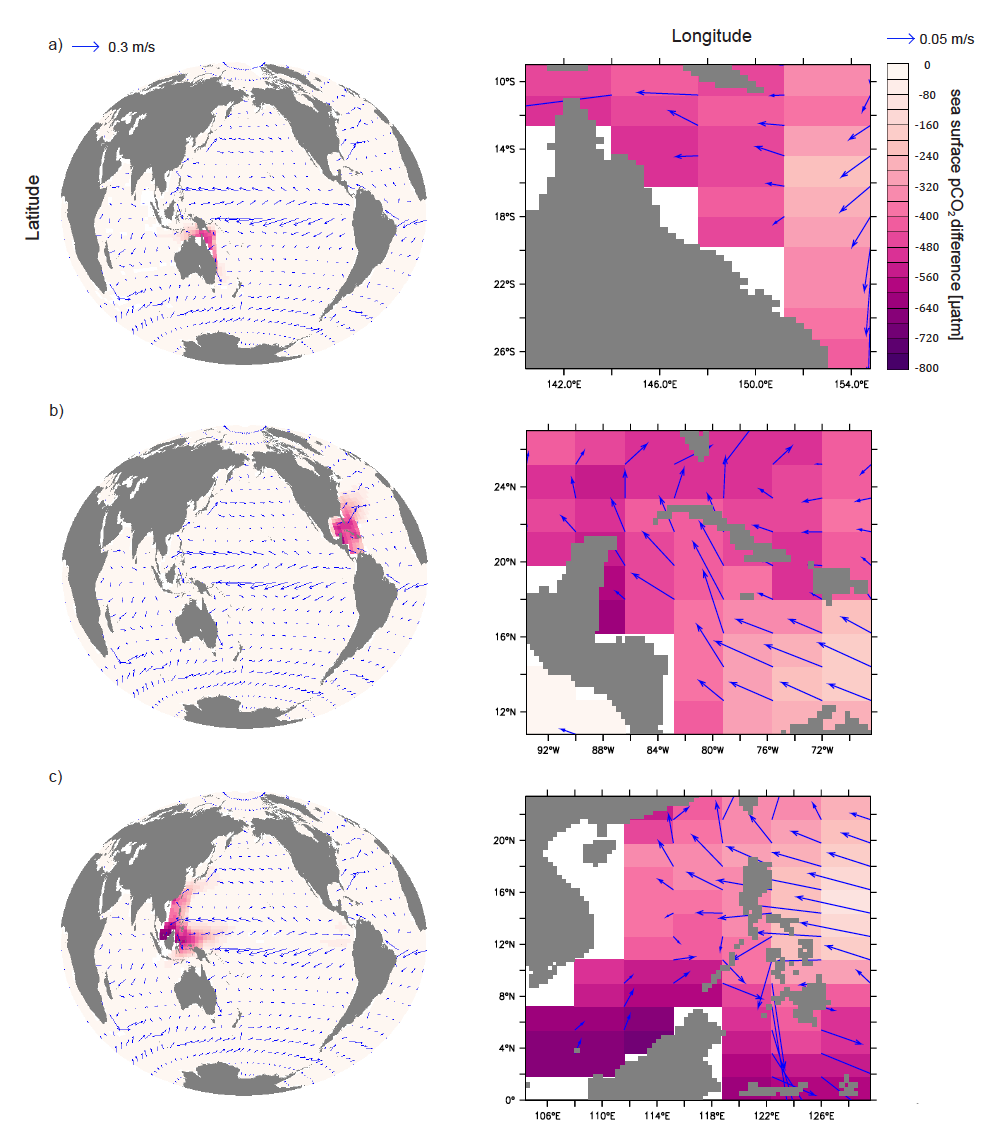 Longitude
a) 0.3 m/s
0.05 m/s
Latitude
10°S
14°S
18°S
22°S
26°S
142.0°E 146.0°E 150.0°E 154.0°E
0
-80
-160
-240
-320
-400
-480
-560
-640
-720
-800
sea surface pCO2 difference [µatm]
b)
24°N
20°N
16°N
12°N
92°W 88°W 84°W 80°W 76°W 72°W
c)
20°N
16°N
12°N
8°N
4°N
0°
106°E 110°E 114°E 118°E 122°E 126°E